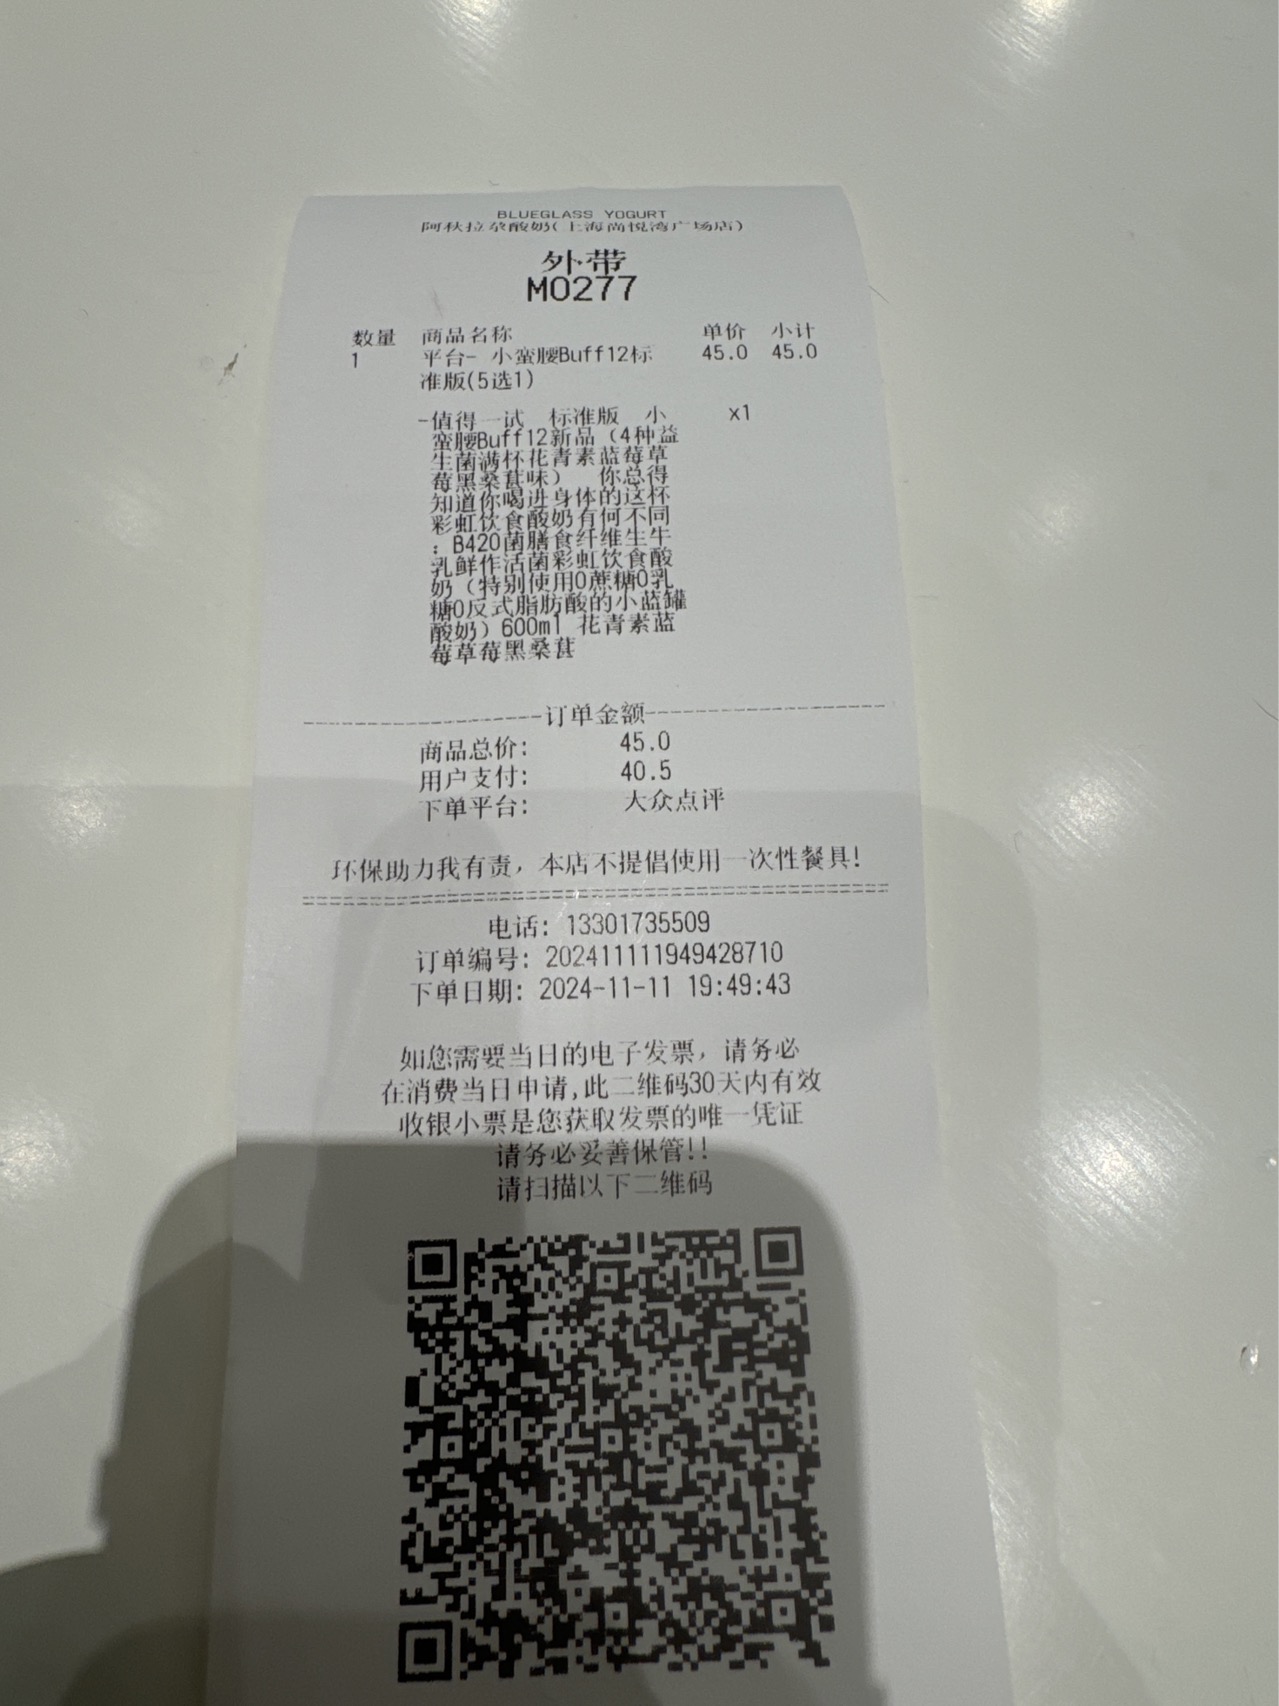 BLUEGLASS YOGURT
阿秋拉尕酸奶(上海尚悦湾广场店)
外带
M0277
数量 商品名称 单价 小计
1 平台- 小蛮腰Buff12标 45.0 45.0
准版(5选1)
-值得一试 标准版 小 x1
蛮腰Buff12新品（4种益
生菌满杯花青素蓝莓草
莓黑桑葚味） 你总得
知道你喝进身体的这杯
彩虹饮食酸奶有何不同
：B420菌膳食纤维生牛
乳鲜作活菌彩虹饮食酸
奶（特别使用0蔗糖0乳
糖0反式脂肪酸的小蓝罐
酸奶）600ml 花青素蓝
莓草莓黑桑葚
订单金额
商品总价: 45.0
用户支付: 40.5
下单平台: 大众点评
环保助力我有责，本店不提倡使用一次性餐具!
电话: 13301735509
订单编号: 202411111949428710
下单日期: 2024-11-11 19:49:43
如您需要当日的电子发票，请务必
在消费当日申请,此二维码30天内有效
收银小票是您获取发票的唯一凭证
请务必妥善保管!!
请扫描以下二维码